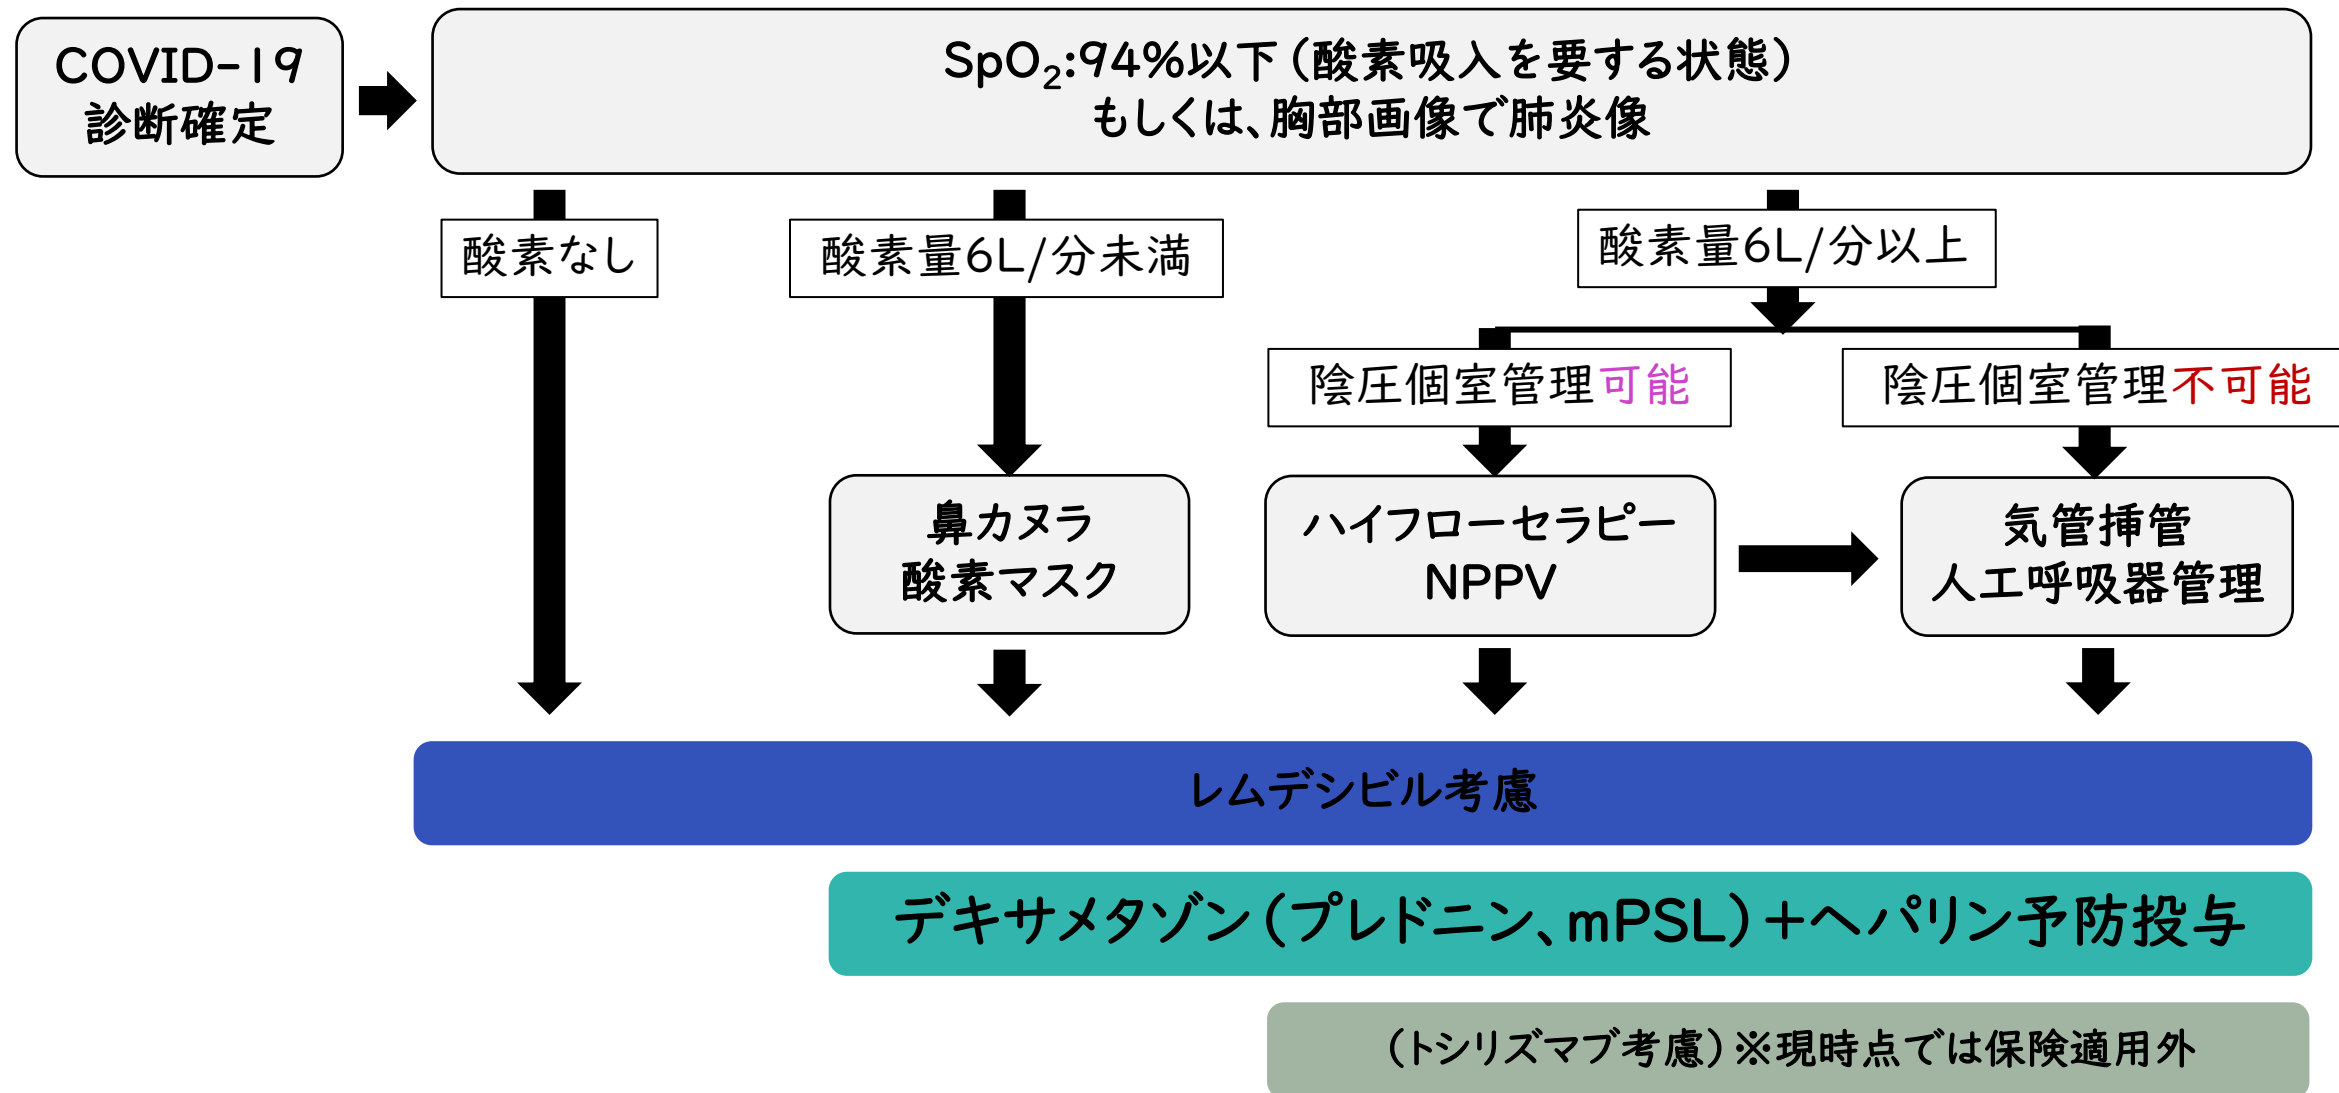 COVID-19
診断確定
SpO₂:94%以下(酸素吸入を要する状態)
もしくは、胸部画像で肺炎像
酸素なし
酸素量6L/分未満
酸素量6L/分以上
陰圧個室管理可能
陰圧個室管理不可能
鼻カヌラ
酸素マスク
ハイフローセラピー
NPPV
気管挿管
人工呼吸器管理
レムデシビル考慮
デキサメタゾン(プレドニン、mPSL)+ヘパリン予防投与
(トシリズマブ考慮)※現時点では保険適用外